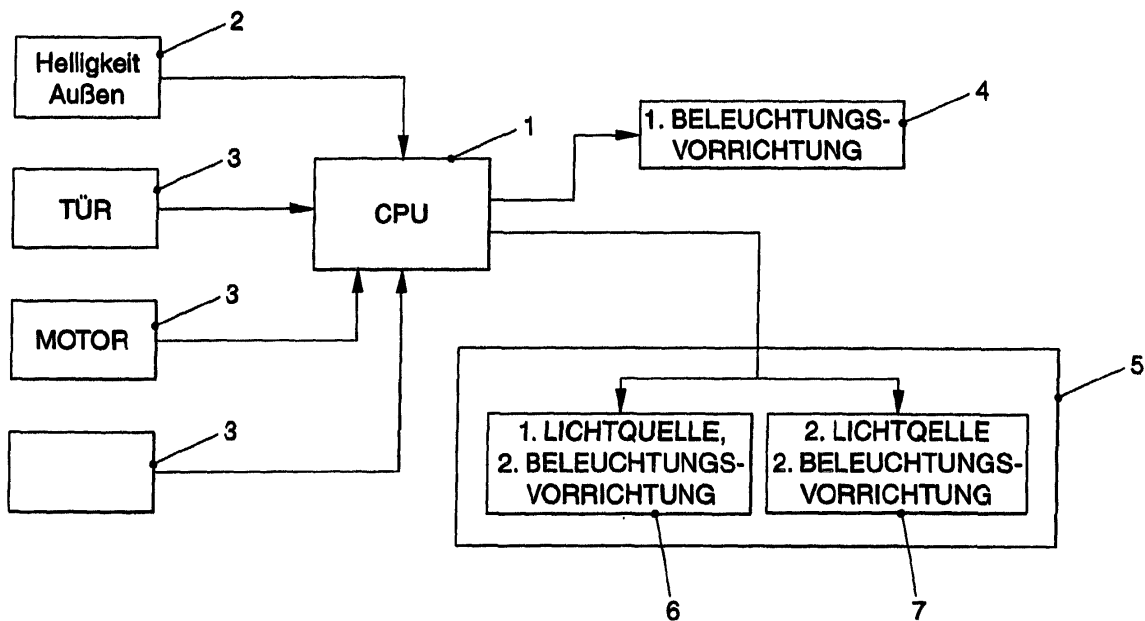 2
Helligkeit
Außen
1
4
1. BELEUCHTUNGS-
VORRICHTUNG
3
TÜR
CPU
3
MOTOR
5
3
1. LICHTQUELLE,
2. BELEUCHTUNGS-
VORRICHTUNG
2. LICHTQELLE
2. BELEUCHTUNGS-
VORRICHTUNG
6
7